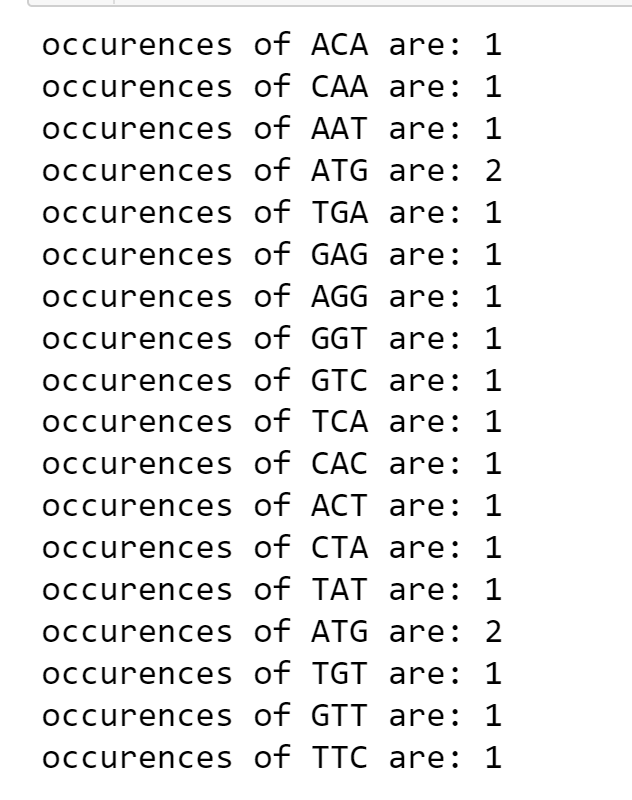 occurences of ACA are: 1
occurences of CAA are: 1
occurences of AAT are: 1
occurences of ATG are: 2
occurences of TGA are: 1
occurences of GAG are: 1
occurences of AGG are: 1
occurences of GGT are: 1
occurences of GTC are: 1
occurences of TCA are: 1
occurences of CAC are: 1
occurences of ACT are: 1
occurences of CTA are: 1
occurences of TAT are: 1
occurences of ATG are: 2
occurences of TGT are: 1
occurences of GTT are: 1
occurences of TTC are: 1